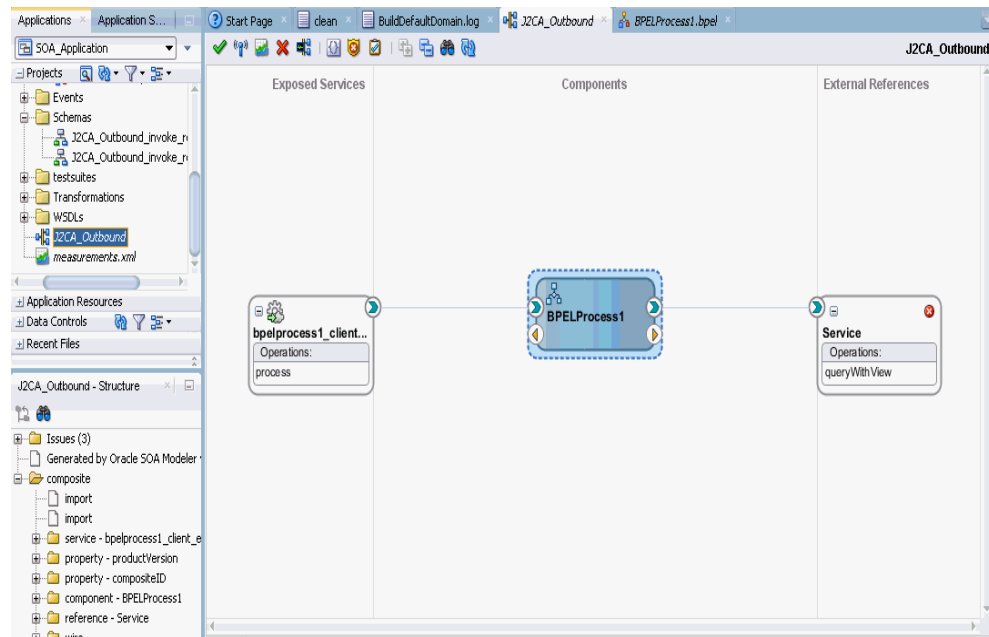 Applications Application S...
Start Page clean BuildDefaultDomain.log J2CA_Outbound BPELProcess1.bpel
SOA_Application
J2CA_Outbound
Projects
Events
Schemas
J2CA_Outbound_invoke_r
J2CA_Outbound_invoke_r
testsuites
Transformations
WSDLs
J2CA_Outbound
measurements.xml
Application Resources
Data Controls
Recent Files
J2CA_Outbound - Structure
Issues (3)
Generated by Oracle SOA Modeler
composite
import
import
service - bpelprocess1_client_e
property - productVersion
property - compositeID
component - BPELProcess1
reference - Service
Exposed Services
Components
External References
bpelprocess1_client...
Operations:
process
BPELProcess1
Service
Operations:
queryWithView